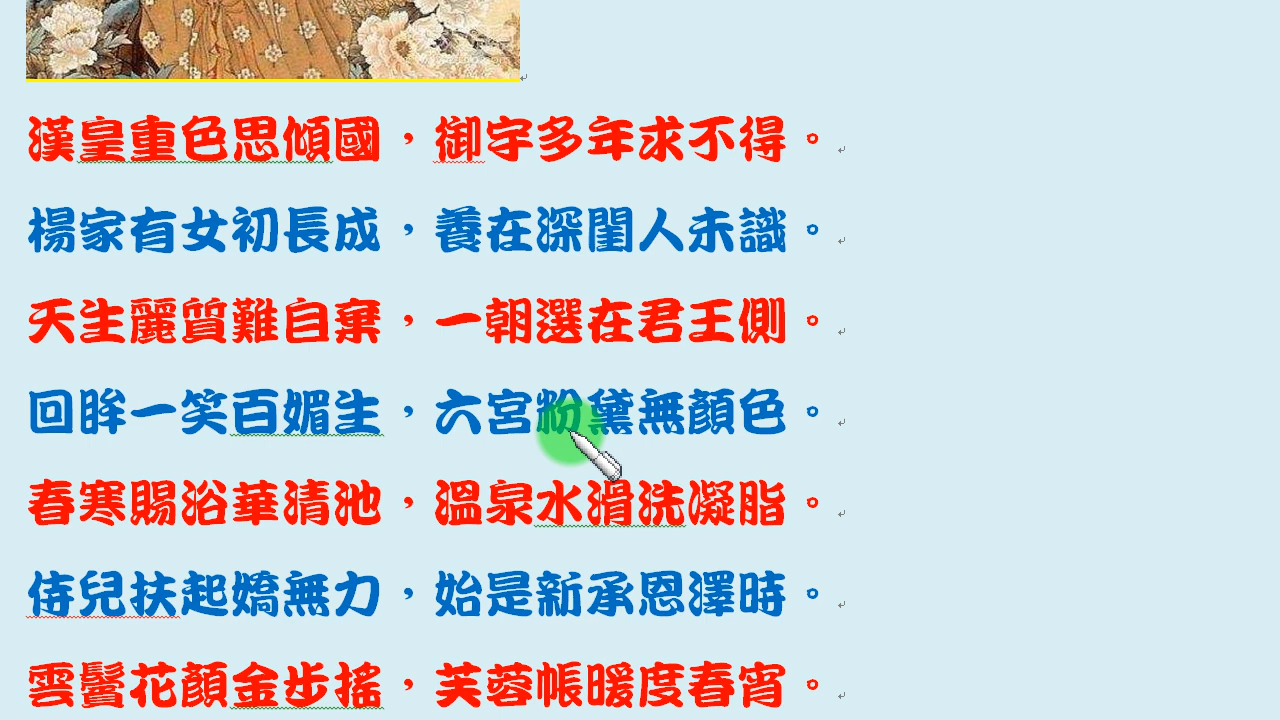 漢皇重色思傾國，御宇多年求不得。
楊家有女初長成，養在深閨人未識。
天生麗質難自棄，一朝選在君王側。
回眸一笑百媚生，六宮粉黛無顏色。
春寒賜浴華清池，溫泉水滑洗凝脂。
侍兒扶起嬌無力，始是新承恩澤時。
雲鬢花顏金步搖，芙蓉帳暖度春宵。